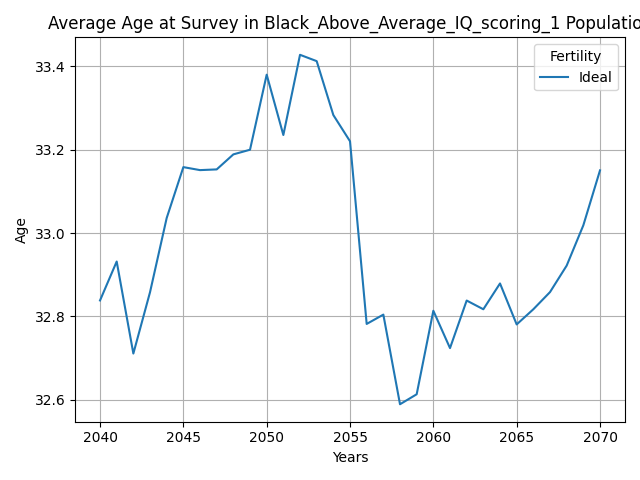 Average Age at Survey in Black_Above_Average_IQ_scoring_1 Populatio
Fertility
Ideal
33.4
33.2
33.0
32.8
32.6
Age
2040 2045 2050 2055 2060 2065 2070
Years